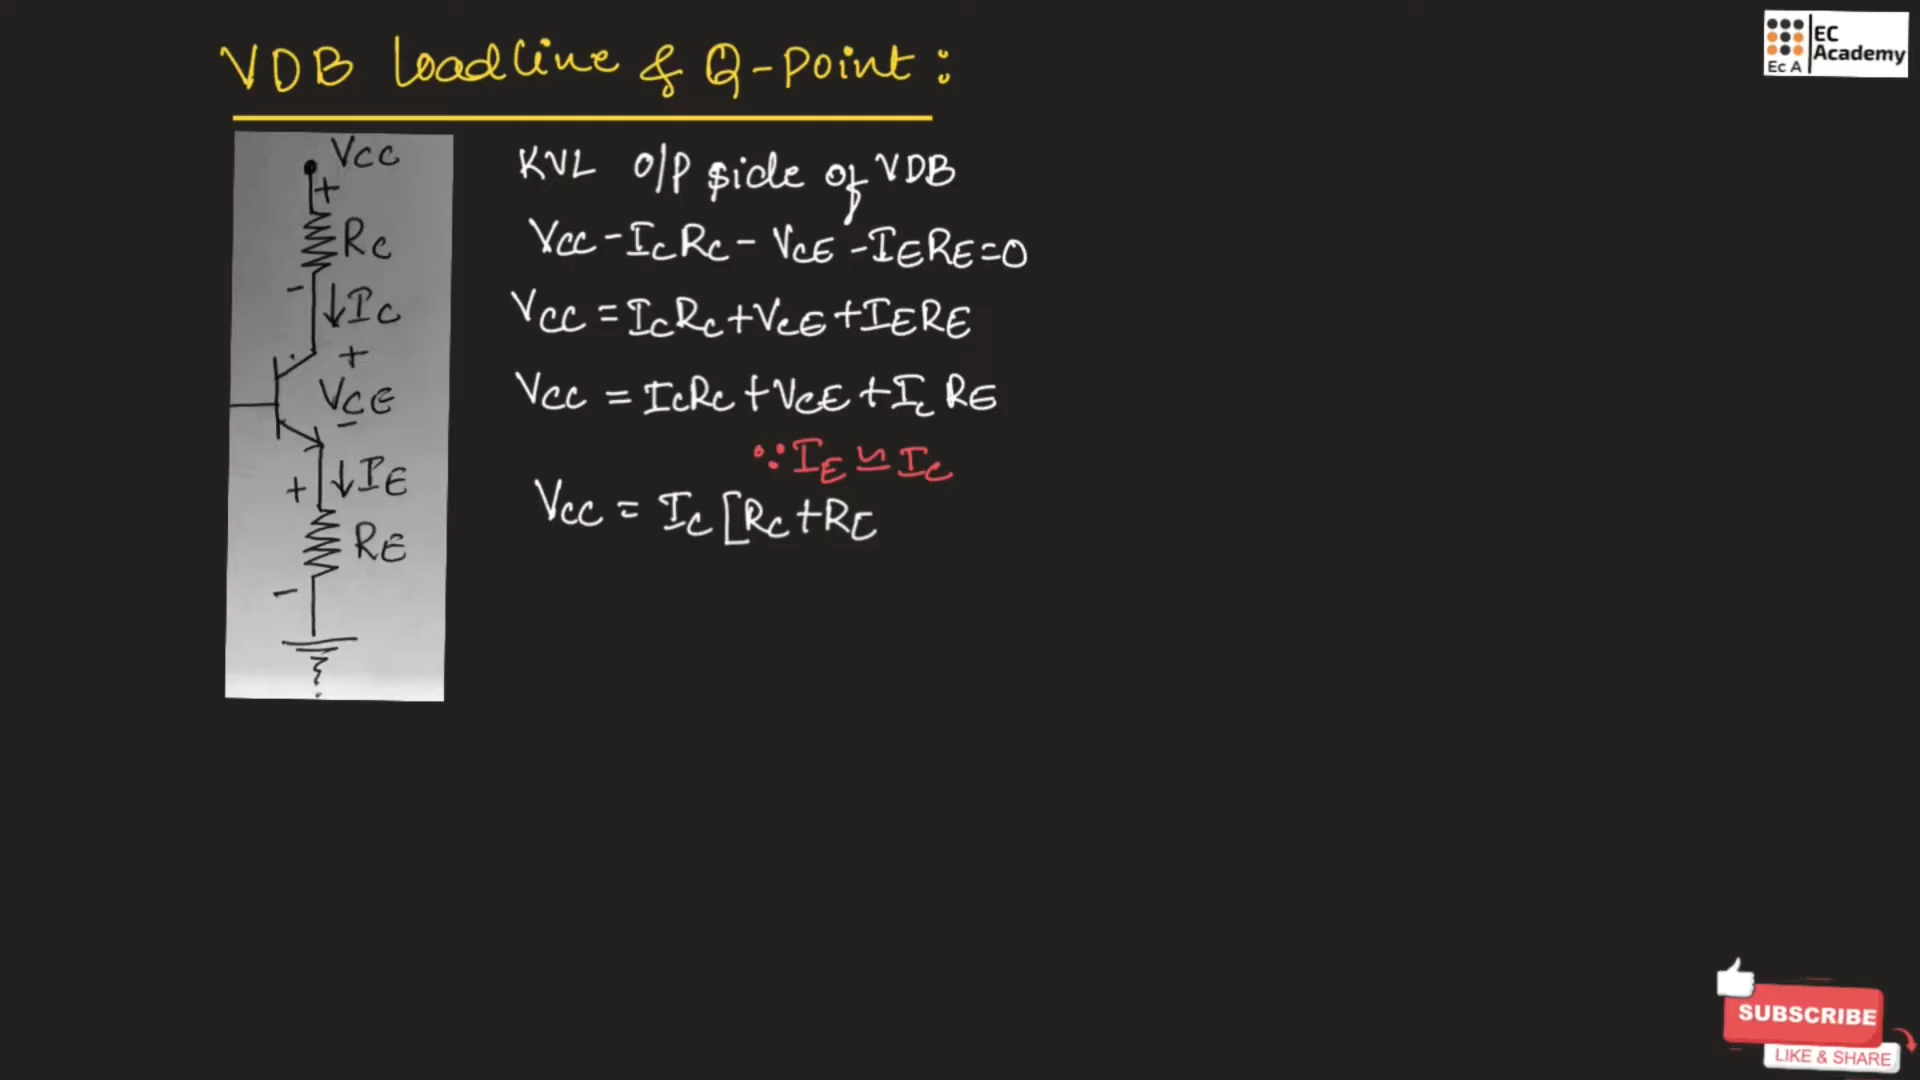 VDB Loadline & Q-Point :
EC Academy
Ec A
VCC
+
RC
-
↓IC
+
VCE
-
+ ↓IE
RE
-
KVL O/P side of VDB
VCC - ICRC - VCE - IERE = 0
VCC = ICRC + VCE + IERE
VCC = ICRC + VCE + IC RE
∵ IE ≌ IC
VCC = IC [RC + RE
SUBSCRIBE
LIKE & SHARE